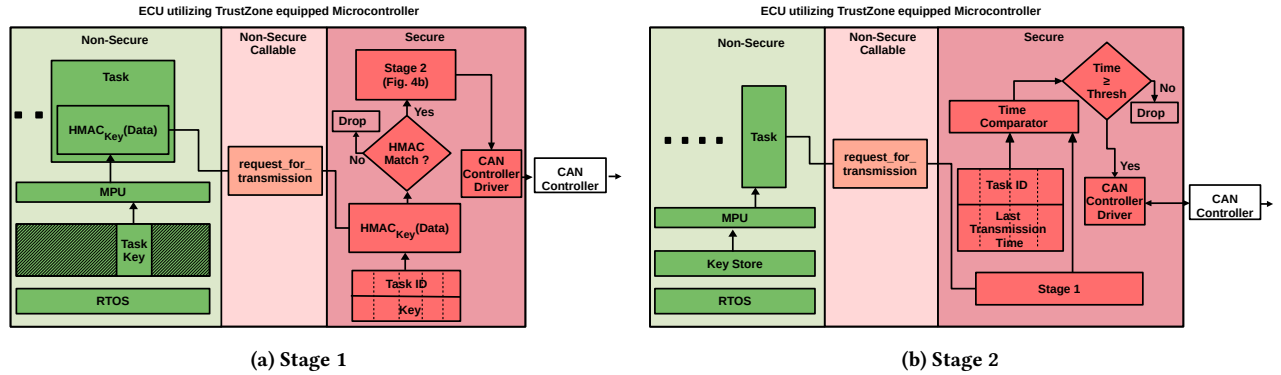 ECU utilizing TrustZone equipped Microcontroller
Non-Secure
Non-Secure
Callable
Secure
Task
HMAC_Key(Data)
MPU
Task
Key
RTOS
request_for_
transmission
Stage 2
(Fig. 4b)
Yes
Drop
No
HMAC
Match ?
HMAC_Key(Data)
Task ID
Key
CAN
Controller
Driver
CAN
Controller
(a) Stage 1
ECU utilizing TrustZone equipped Microcontroller
Non-Secure
Non-Secure
Callable
Secure
Task
MPU
Key Store
RTOS
request_for_
transmission
Time
≥
Thresh
No
Drop
Time
Comparator
Yes
Task ID
Last
Transmission
Time
CAN
Controller
Driver
Stage 1
CAN
Controller
(b) Stage 2